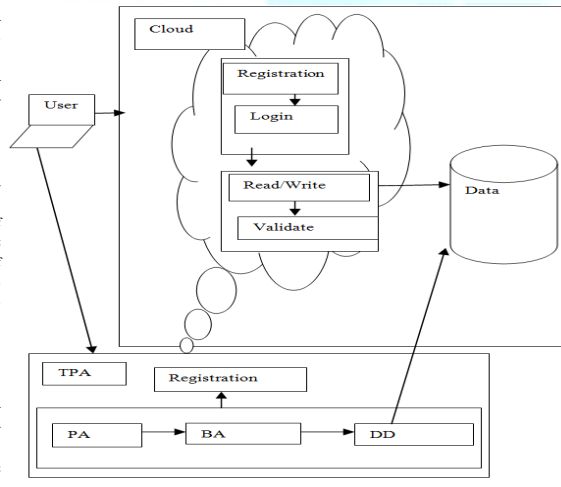 Cloud
Registration
User
Login
Read/Write
Data
Validate
TPA
Registration
PA
BA
DD